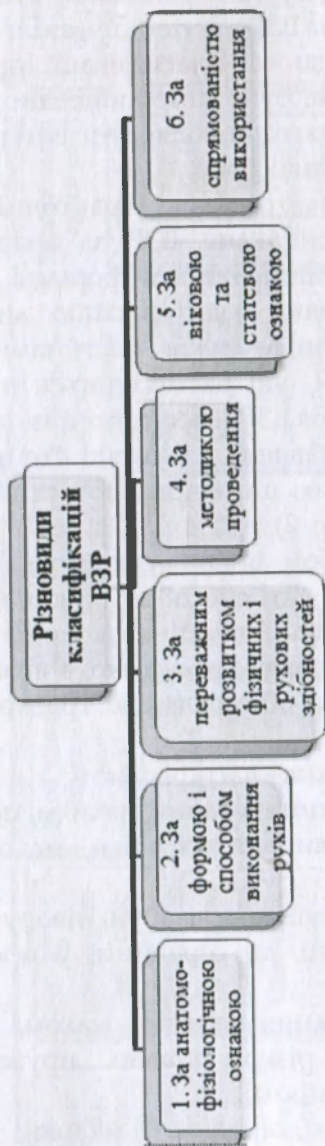 Різновиди
класифікацій
ВЗР
1. За анатомо-
фізіологічною
ознакою
2. За
формою і
способом
виконання
рухів
3. За
переважним
розвитком
фізичних і
рухових
здібностей
4. За
методикою
проведення
5. За
віковою
та
статевою
ознакою
6. За
спрямованістю
використання